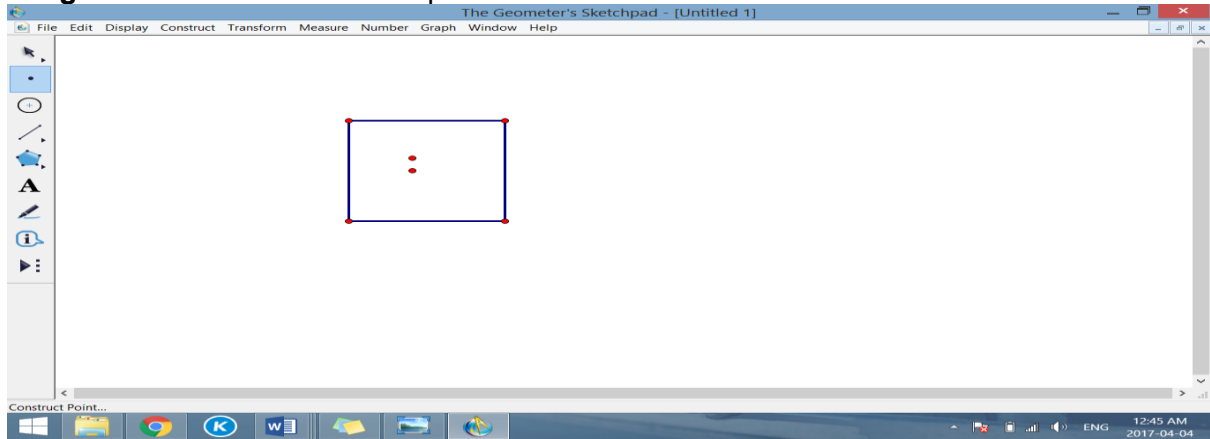 The Geometer's Sketchpad - [Untitled 1]
File Edit Display Construct Transform Measure Number Graph Window Help
A
i
Construct Point...
K
W
ENG
12:45 AM
2017-04-04